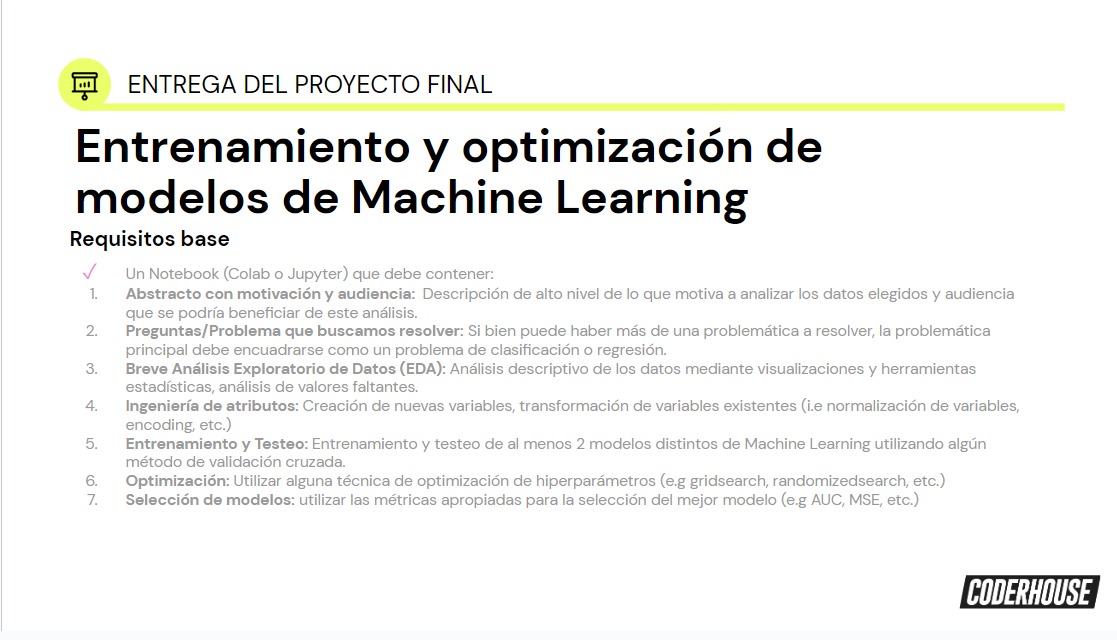 ENTREGA DEL PROYECTO FINAL
Entrenamiento y optimización de
modelos de Machine Learning
Requisitos base
✓ Un Notebook (Colab o Jupyter) que debe contener:
1. Abstracto con motivación y audiencia: Descripción de alto nivel de lo que motiva a analizar los datos elegidos y audiencia
que se podría beneficiar de este análisis.
2. Preguntas/Problema que buscamos resolver: Si bien puede haber más de una problemática a resolver, la problemática
principal debe encuadrarse como un problema de clasificación o regresión.
3. Breve Análisis Exploratorio de Datos (EDA): Análisis descriptivo de los datos mediante visualizaciones y herramientas
estadísticas, análisis de valores faltantes.
4. Ingeniería de atributos: Creación de nuevas variables, transformación de variables existentes (i.e normalización de variables,
encoding, etc.)
5. Entrenamiento y Testeo: Entrenamiento y testeo de al menos 2 modelos distintos de Machine Learning utilizando algún
método de validación cruzada.
6. Optimización: Utilizar alguna técnica de optimización de hiperparámetros (e.g gridsearch, randomizedsearch, etc.)
7. Selección de modelos: utilizar las métricas apropiadas para la selección del mejor modelo (e.g AUC, MSE, etc.)
CODERHOUSE